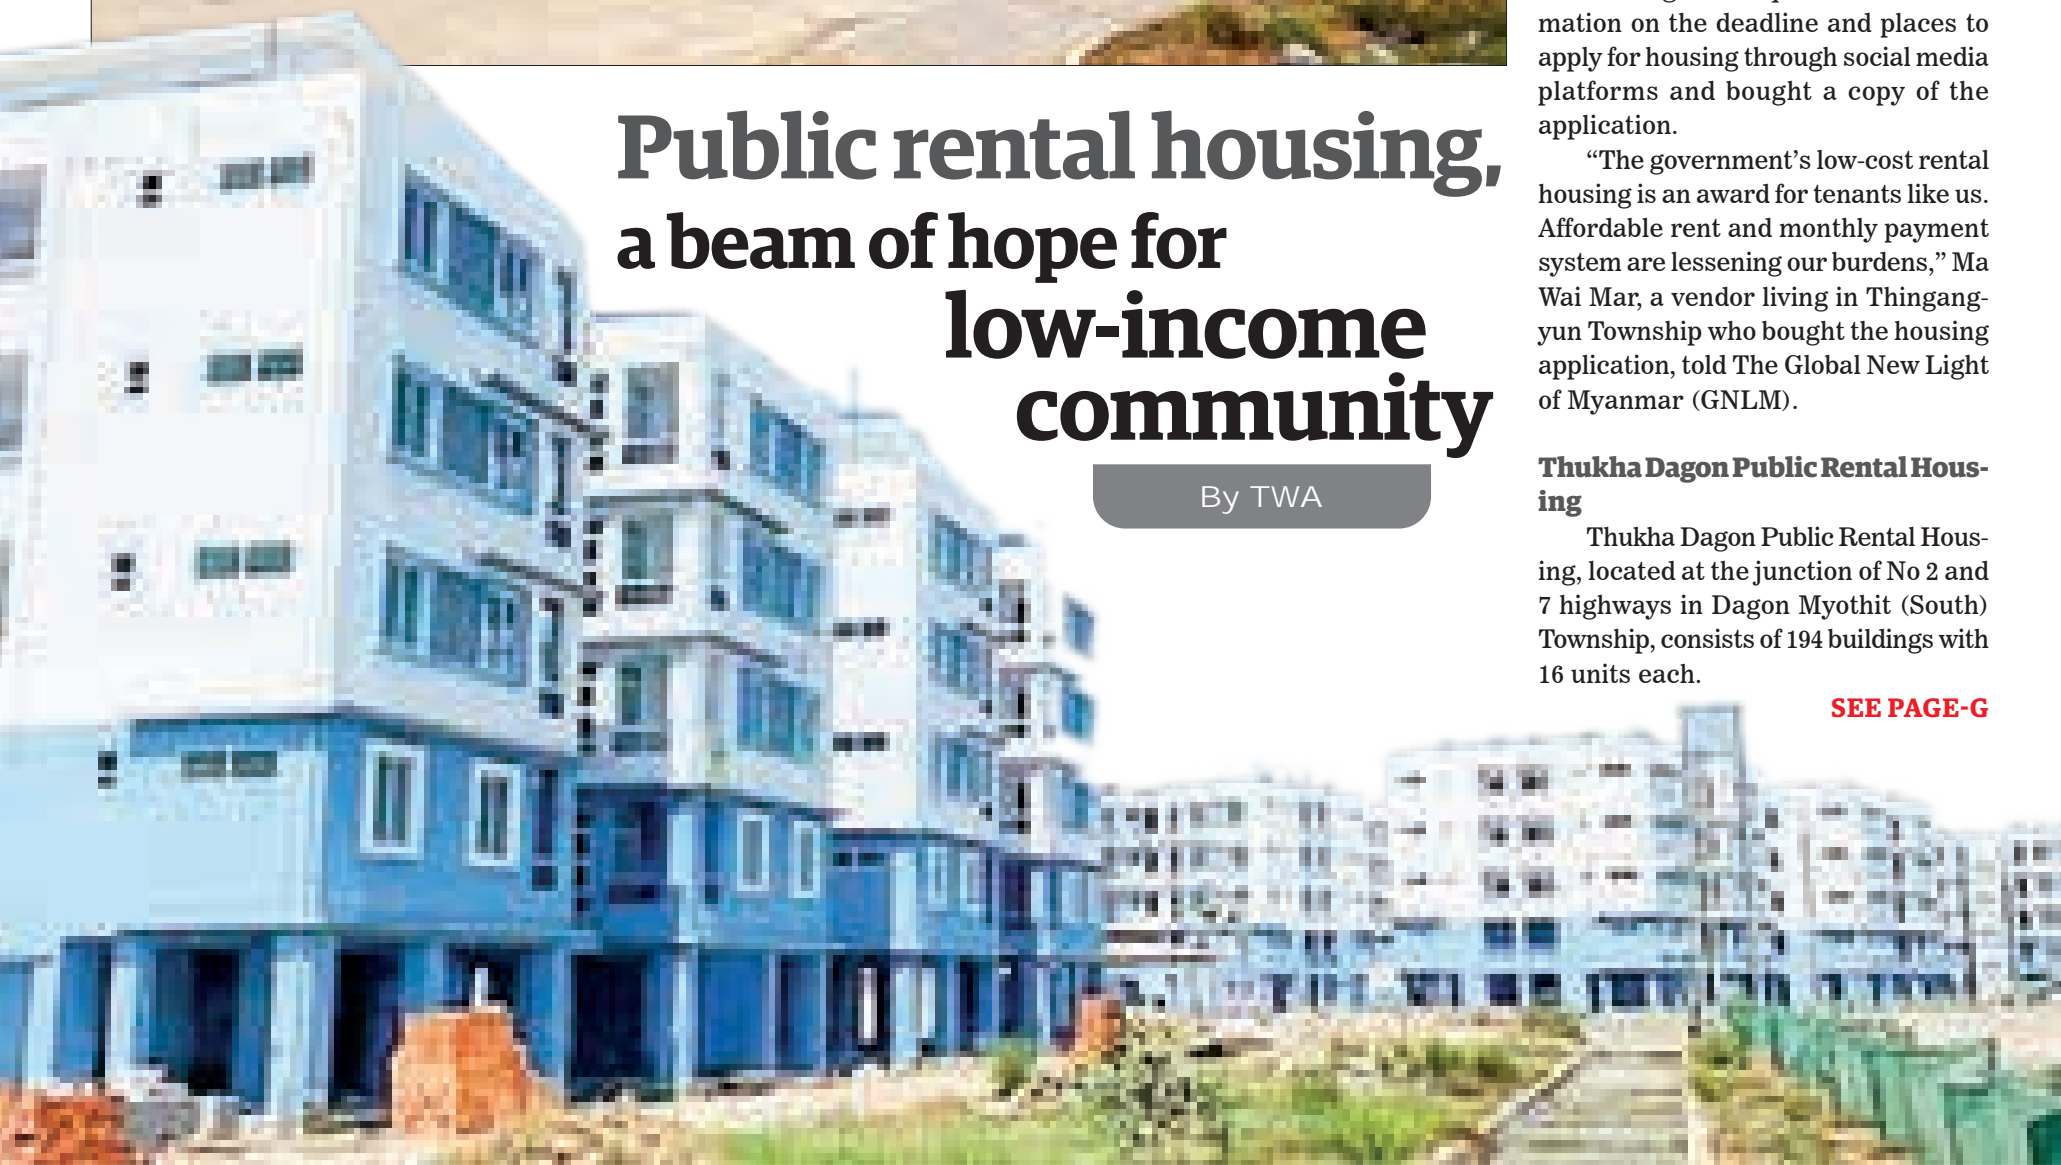 Public rental housing,
a beam of hope for
low-income
community
By TWA
mation on the deadline and places to
apply for housing through social media
platforms and bought a copy of the
application.
“The government’s low-cost rental
housing is an award for tenants like us.
Affordable rent and monthly payment
system are lessening our burdens,” Ma
Wai Mar, a vendor living in Thingang-
yun Township who bought the housing
application, told The Global New Light
of Myanmar (GNLM).
Thukha Dagon Public Rental Hous-
ing
Thukha Dagon Public Rental Hous-
ing, located at the junction of No 2 and
7 highways in Dagon Myothit (South)
Township, consists of 194 buildings with
16 units each.
SEE PAGE-G